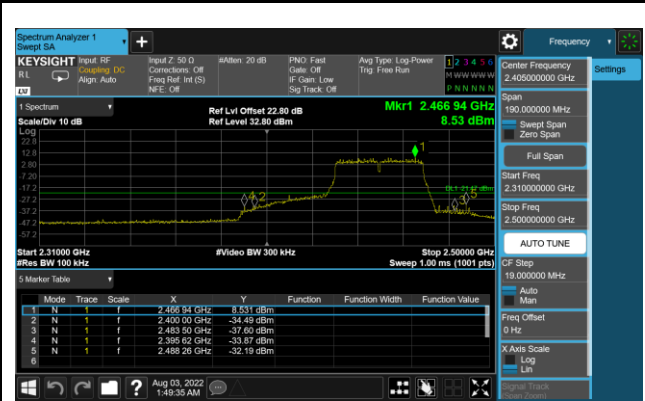 Spectrum Analyzer 1
Swept SA
+
Frequency
KEYSIGHT
RL
LXI
Input: RF
Coupling: DC
Align: Auto
Input Z: 50 Ω
Corrections: Off
Freq Ref: Int (S)
NFE: Off
#Atten: 20 dB
PNO: Fast
Gate: Off
IF Gain: Low
Sig Track: Off
Avg Type: Log-Power
Trig: Free Run
1 2 3 4 5 6
M W W W W W
P N N N N N
Center Frequency
2.405000000 GHz
Settings
Span
190.000000 MHz
Swept Span
Zero Span
Full Span
Start Freq
2.310000000 GHz
Stop Freq
2.500000000 GHz
AUTO TUNE
CF Step
19.000000 MHz
Auto
Man
Freq Offset
0 Hz
X Axis Scale
Log
Lin
Signal Track
(Span Zoom)
1 Spectrum
Scale/Div 10 dB
Ref Lvl Offset 22.80 dB
Ref Level 32.80 dBm
Mkr1 2.466 94 GHz
8.53 dBm
Log
22.8
12.8
2.80
-7.20
-17.2
-27.2
-37.2
-47.2
-57.2
1
4 2
3 5
Start 2.31000 GHz
#Res BW 100 kHz
#Video BW 300 kHz
Stop 2.50000 GHz
Sweep 1.00 ms (1001 pts)
5 Marker Table
Mode Trace Scale X Y Function Function Width Function Value
1 N 1 f 2.466 94 GHz 8.531 dBm
2 N 1 f 2.400 00 GHz -34.49 dBm
3 N 1 f 2.483 50 GHz -37.60 dBm
4 N 1 f 2.395 62 GHz -33.87 dBm
5 N 1 f 2.488 26 GHz -32.19 dBm
6
?
Aug 03, 2022
1:49:35 AM